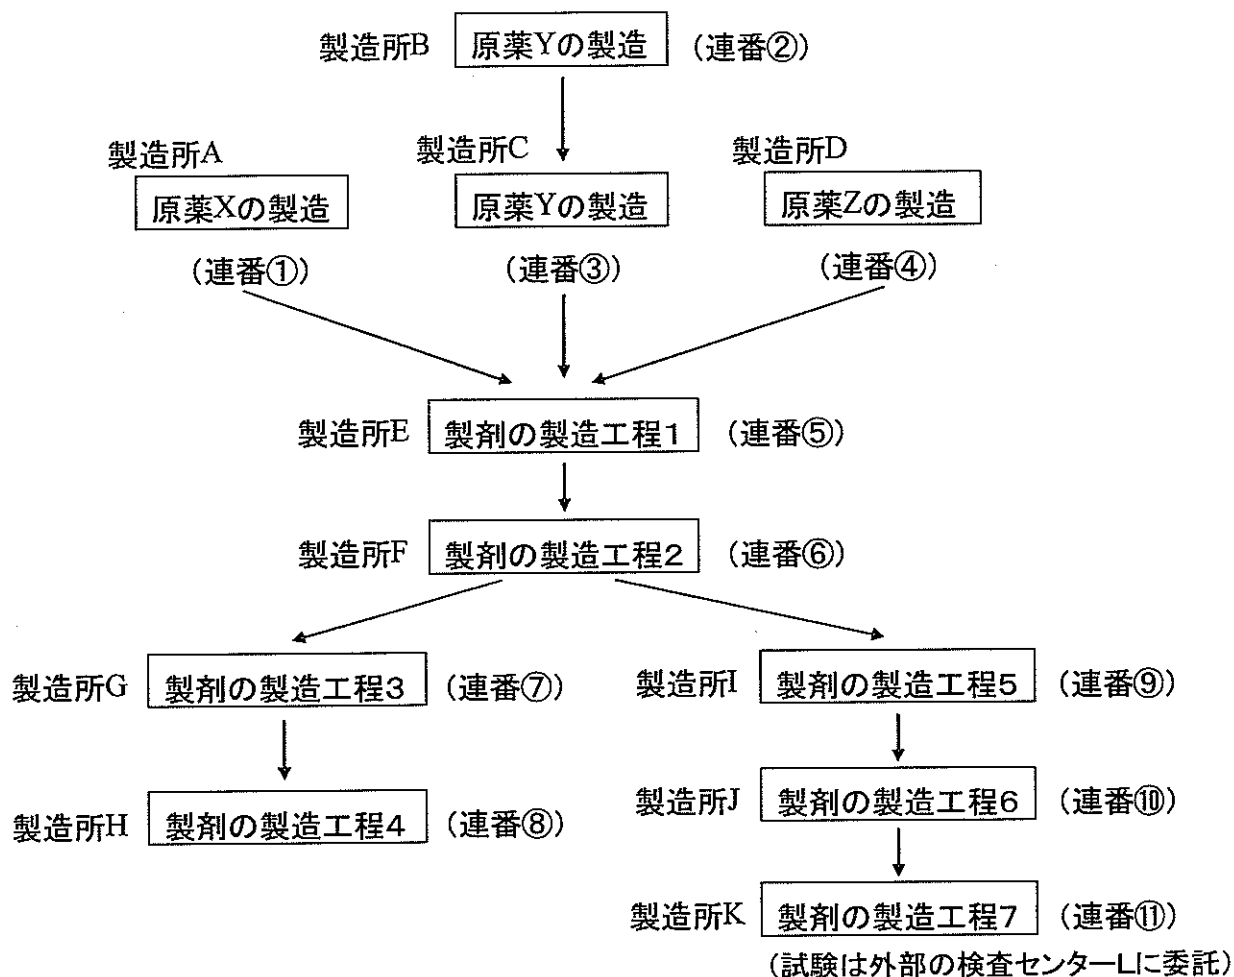 製造所B 原薬Yの製造 (連番②)
製造所A 製造所C 製造所D
原薬Xの製造 原薬Yの製造 原薬Zの製造
(連番①) (連番③) (連番④)
製造所E 製剤の製造工程1 (連番⑤)
製造所F 製剤の製造工程2 (連番⑥)
製造所G 製剤の製造工程3 (連番⑦) 製造所I 製剤の製造工程5 (連番⑨)
製造所H 製剤の製造工程4 (連番⑧) 製造所J 製剤の製造工程6 (連番⑩)
製造所K 製剤の製造工程7 (連番⑪)
(試験は外部の検査センターLに委託)